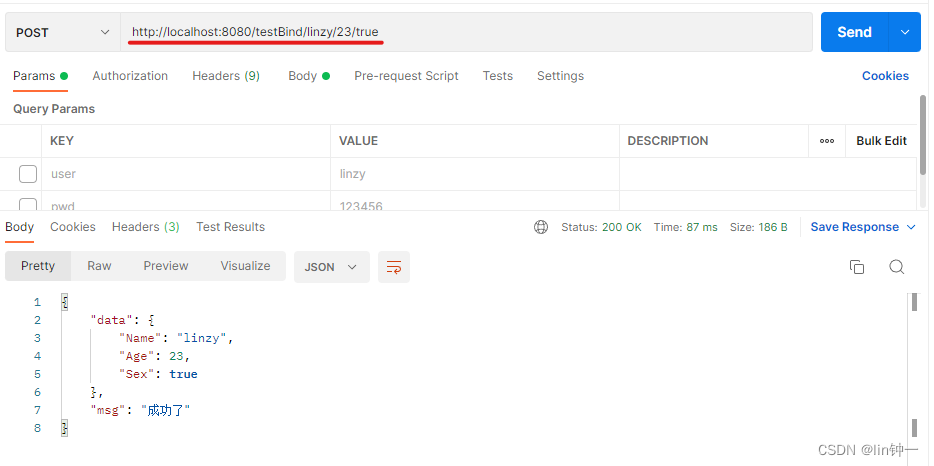 POST http://localhost:8080/testBind/linzy/23/true Send
Params Authorization Headers (9) Body Pre-request Script Tests Settings Cookies
Query Params
KEY VALUE DESCRIPTION ooo Bulk Edit
user linzy
pwd 123456
Body Cookies Headers (3) Test Results Status: 200 OK Time: 87 ms Size: 186 B Save Response
Pretty Raw Preview Visualize JSON
1 {
2 "data": {
3 "Name": "linzy",
4 "Age": 23,
5 "Sex": true
6 },
7 "msg": "成功了"
8 }
CSDN @lin钟一